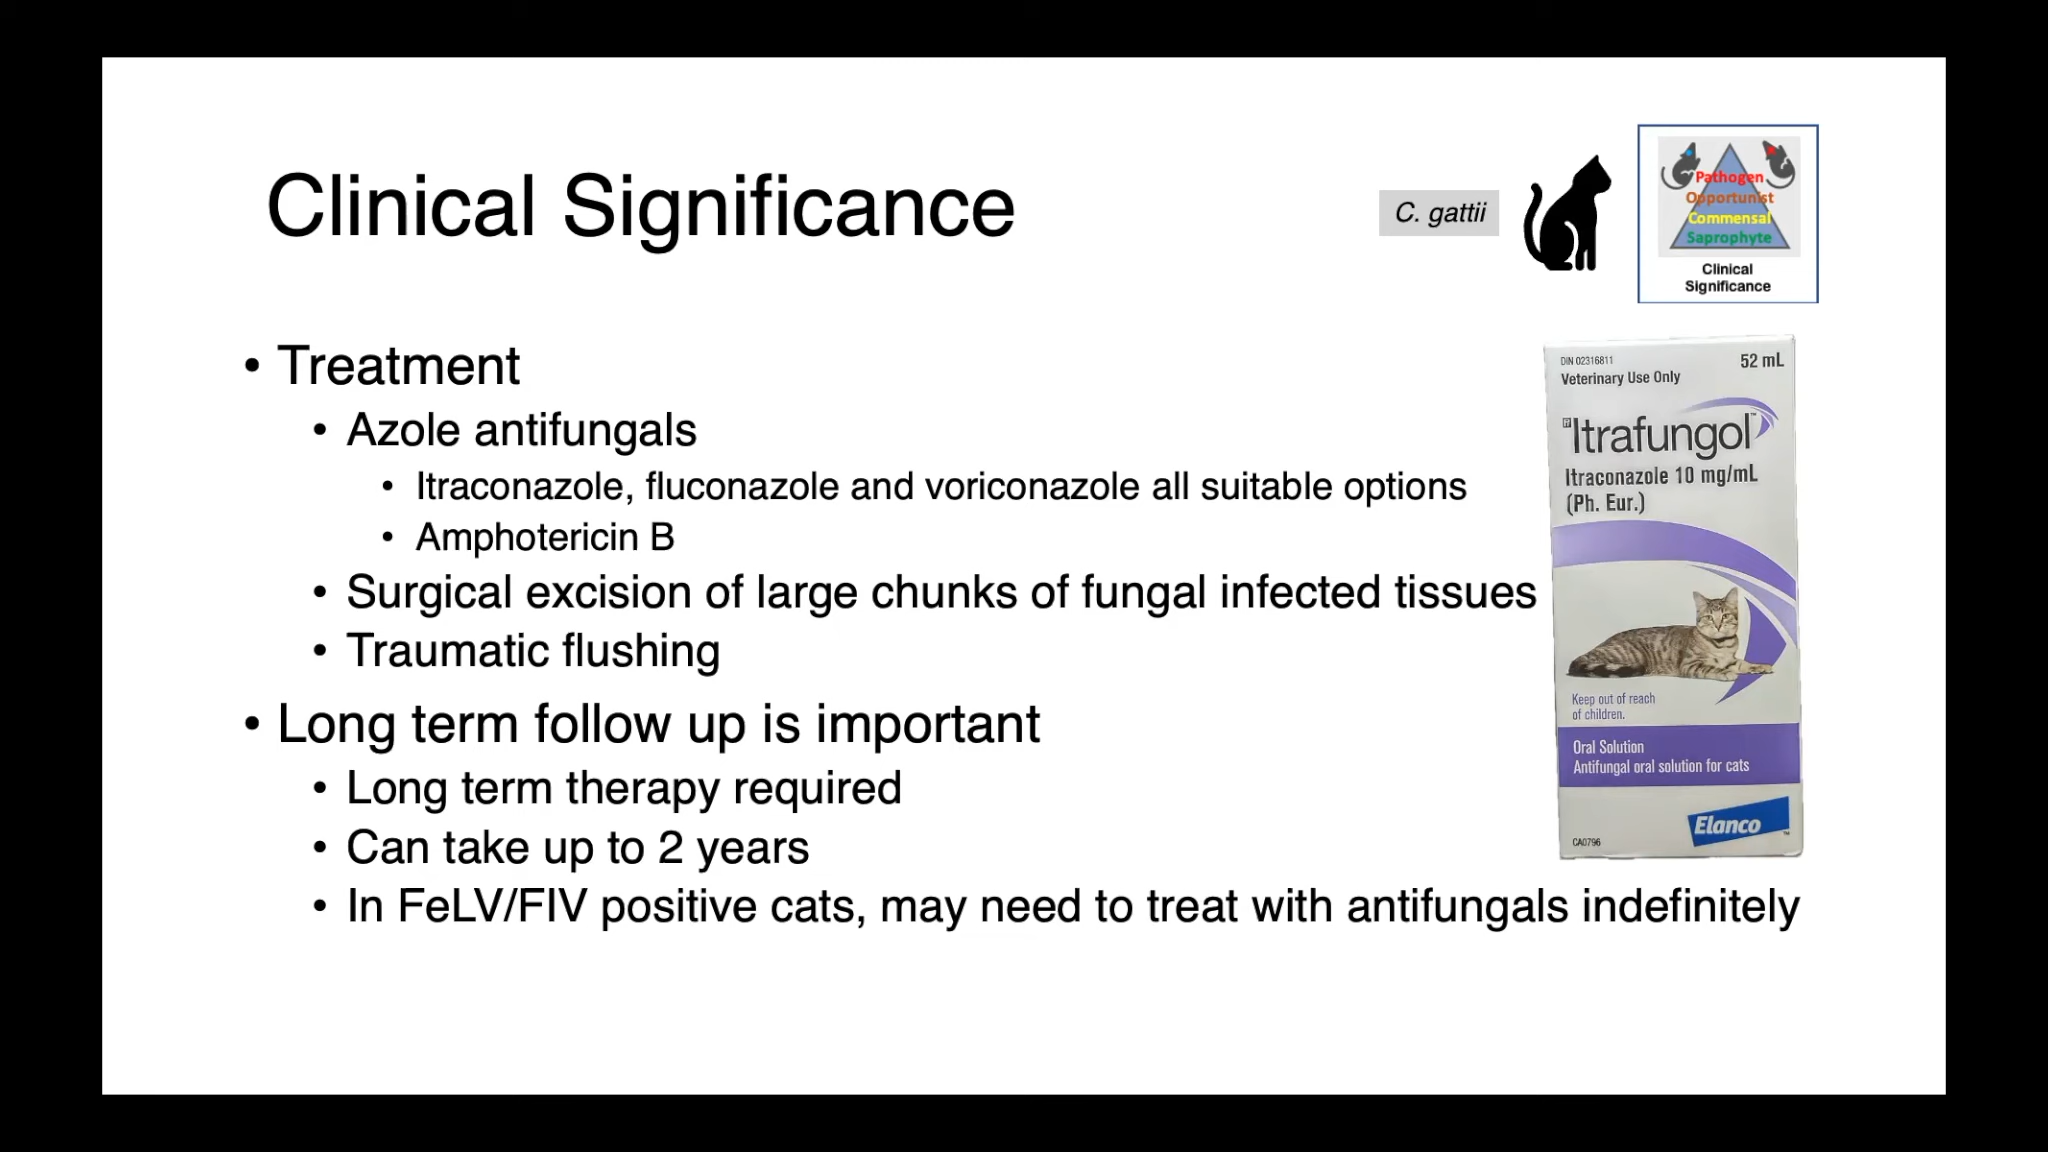 Clinical Significance
C. gattii
Pathogen
Opportunist
Commensal
Saprophyte
Clinical
Significance
• Treatment
• Azole antifungals
• Itraconazole, fluconazole and voriconazole all suitable options
• Amphotericin B
• Surgical excision of large chunks of fungal infected tissues
• Traumatic flushing
• Long term follow up is important
• Long term therapy required
• Can take up to 2 years
• In FeLV/FIV positive cats, may need to treat with antifungals indefinitely
DIN 02316811
52 mL
Veterinary Use Only
Itrafungol™
Itraconazole 10 mg/mL
(Ph. Eur.)
Keep out of reach
of children.
Oral Solution
Antifungal oral solution for cats
Elanco™
CA0796